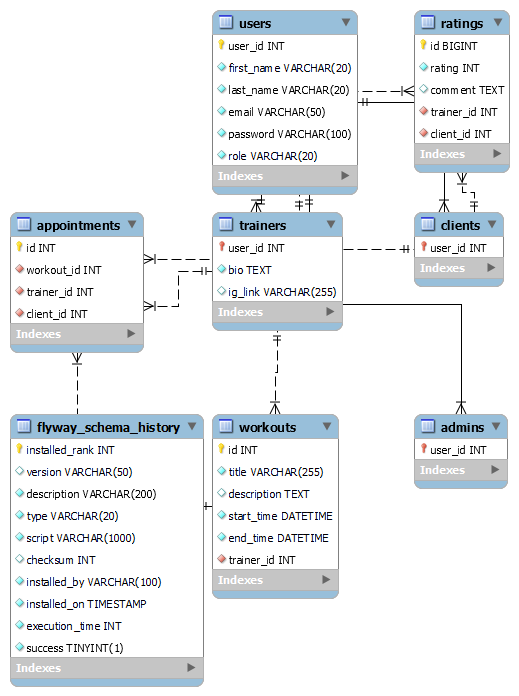 users
user_id INT
first_name VARCHAR(20)
last_name VARCHAR(20)
email VARCHAR(50)
password VARCHAR(100)
role VARCHAR(20)
Indexes
ratings
id BIGINT
rating INT
comment TEXT
trainer_id INT
client_id INT
Indexes
appointments
id INT
workout_id INT
trainer_id INT
client_id INT
Indexes
trainers
user_id INT
bio TEXT
ig_link VARCHAR(255)
Indexes
clients
user_id INT
Indexes
flyway_schema_history
installed_rank INT
version VARCHAR(50)
description VARCHAR(200)
type VARCHAR(20)
script VARCHAR(1000)
checksum INT
installed_by VARCHAR(100)
installed_on TIMESTAMP
execution_time INT
success TINYINT(1)
Indexes
workouts
id INT
title VARCHAR(255)
description TEXT
start_time DATETIME
end_time DATETIME
trainer_id INT
Indexes
admins
user_id INT
Indexes